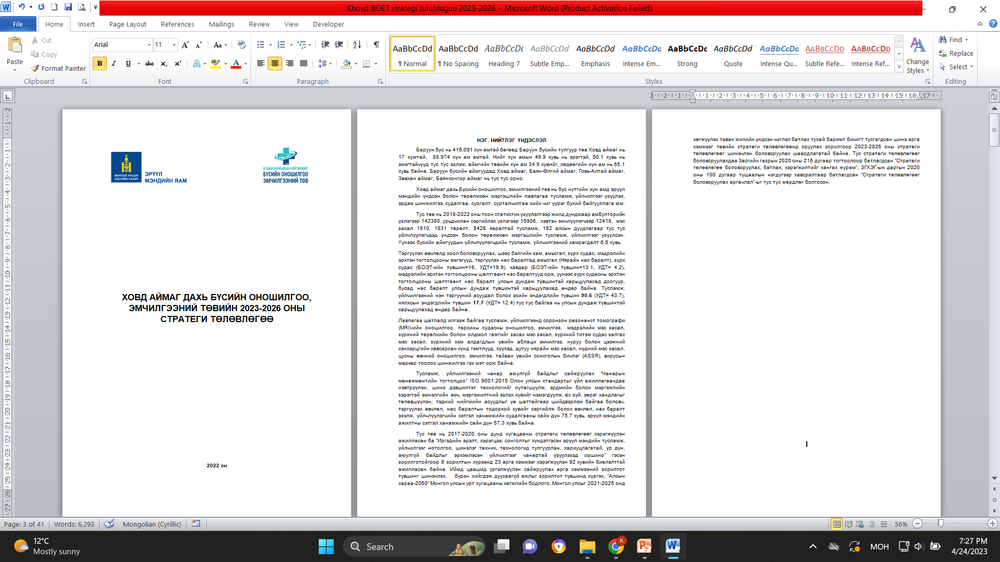 Khovd BOET strategi tulubluguu 2023-2026 - Microsoft Word (Product Activation Failed)
File Home Insert Page Layout References Mailings Review View Developer
Paste
Cut
Copy
Format Painter
Clipboard
Arial 11
Font
Paragraph
AaBbCcDd AaBbCcDd AaBbCcDc AaBbCcDd AaBbCcDd AaBbCcDd AaBbCcDc AaBbCcDd AaBbCcDd AaBbCcDd AaBbCcDd
¶ Normal ¶ No Spacing Heading 7 Subtle Emp... Emphasis Intense Em... Strong Quote Intense Qu... Subtle Refe... Intense Ref...
Styles
Change
Styles
Find
Replace
Select
Editing
МОНГОЛ УЛСЫН
ЗАСГИЙН ГАЗАР
ЭРҮҮЛ
МЭНДИЙН ЯАМ
Н.БААСАНЖАВЫН НЭРЭМЖИТ
БҮСИЙН ОНОШИЛГОО
ЭМЧИЛГЭЭНИЙ ТӨВ
ХОВД АЙМАГ ДАХЬ БҮСИЙН ОНОШИЛГОО,
ЭМЧИЛГЭЭНИЙ ТӨВИЙН 2023-2026 ОНЫ
СТРАТЕГИ ТӨЛӨВЛӨГӨӨ
2022 он
НЭГ. НИЙТЛЭГ ҮНДЭСЛЭЛ
Баруун бүс нь 415,091 хүн амтай бөгөөд Баруун бүсийн тулгуур төв Ховд аймаг нь
17 сумтай, 88,974 хүн ам амтай. Нийт хүн амын 49.9 хувь нь эрэгтэй, 50.1 хувь нь
эмэгтэйчүүд тус тус эзлэж, аймгийн төвийн хүн ам 34.9 хувийг, хөдөөгийн хүн ам нь 65.1
хувь байна. Баруун бүсийн аймгуудад Ховд аймаг, Баян-Өлгий аймаг, Говь-Алтай аймаг,
Завхан аймаг, Баянхонгор аймаг нь тус тус орно.
Ховд аймаг дахь Бүсийн оношилгоо, эмчилгээний төв нь бүс нутгийн хүн амд эрүүл
мэндийн үндсэн болон төрөлжсөн мэргэшлийн лавлагаа тусламж, үйлчилгээг үзүүлэх,
эрдэм шинжилгээ, судалгаа, сургалт, сурталчилгаа хийх чиг үүрэг бүхий байгууллага юм.
Тус төв нь 2018-2022 оны тоон статистик үзүүлэлтээр жилд дунджаар амбулторийн
үзлэгээр 142380, урьдчилан сэргийлэх үзлэгээр 15906, хэвтэн эмчлүүлэгчээр 12418, мэс
засал 1910, 1831 төрөлт, 8426 яаралтай тусламж, 182 алсын дуудлагаар тус тус
үйлчлүүлэгчдэд үндсэн болон төрөлжсөн мэргэшлийн тусламж, үйлчилгээг үзүүлсэн.
Үүнээс бүсийн аймгуудын үйлчлүүлэгчдийн тусламж, үйлчилгээний хамрагдалт 6.5 хувь.
Тэргүүлэх өвчлөлд хоол боловсруулах, шээс бэлгийн зам, амьсгал, зүрх судас, мэдрэлийн
эрхтэн тогтолцооны эмгэгүүд, тэргүүлэх нас баралтад амьсгал (Нярайн нас баралт), зүрх
судас (БОЭТ-ийн түвшин=18, УДТ=18.9), хавдар (БОЭТ-ийн түвшин=13.1, УДТ= 4.2),
мэдрэлийн эрхтэн тогтолцооны шалтгаант нас баралтууд орж, үүнээс зүрх судасны эрхтэн
тогтолцооны шалтгаант нас баралт улсын дундаж түвшинтэй харьцуулахад доогуур,
бусад нас баралт улсын дундаж түвшинтэй харьцуулахад өндөр байна. Тусламж,
үйлчилгээний нэн тэргүүний асуудал болох эхийн эндэгдлийн түвшин 90.6 (УДТ= 43.7),
нялхсын эндэгдлийн түвшин 17.7 (УДТ= 12.4) тус тус байгаа нь улсын дундаж түвшинтэй
харьцуулахад өндөр байна.
Лавлагаа шатлалд илгээж байгаа тусламж, үйлчилгээнд соронзон резонанст томографи
(MRI)-ийн оношилгоо, тархины судасны оношилгоо, эмчилгээ, мэдрэлийн мэс засал,
зүрхний төрөлхийн болон олдмол гажгийг засах мэс засал, зүрхний титэм судас залгах
мэс засал, зүрхний хэм алдагдлын үеийн аблаци эмчилгээ, нуруу болон цээжний
хэнхэрцгийн хавсарсан хүнд гэмтлүүд, хүүхэд, дутуу нярайн мэс засал, нүдний мэс засал,
цусны өвчний оношилгоо, эмчилгээ, тайван үеийн сонсголын бичлэг (ASSR), вирусын
маркер тоолох шинжилгээ гэх мэт орж байна.
Тусламж, үйлчилгээний чанар аюулгүй байдлыг сайжруулах “Чанарын
менежментийн тогтолцоо” ISO 9001:2015 Олон улсын стандартыг үйл ажиллагаандаа
нэвтрүүлэн, шинэ дэвшилтэт технологийг нутагшуулж, эрдмийн болон мэргэжлийн
зэрэгтэй эмнэлгийн эмч, мэргэжилтний эзлэх хувийг нэмэгдүүлж, ёс зүй, эерэг хандлагыг
төлөвшүүлэн, тэдний нийгмийн асуудлыг үе шаттайгаар шийдвэрлэж байгаа боловч,
тэргүүлэх өвчлөл, нас баралтын тодорхой хувийг сэргийлж болох өвчлөл, нас баралт
эзэлж, үйлчлүүлэгчийн сэтгэл ханамжийн судалгааны сайн дүн 75.7 хувь, эрүүл мэндийн
ажилтны сэтгэл ханамжийн сайн дүн 57.3 хувь байна.
Тус төв нь 2017-2020 оны дунд хугацааны стратеги төлөвлөгөөг хэрэгжүүлэн
ажилласан ба “Иргэдийн эрэлт, хэрэгцээ, сонголтыг хүндэтгэсэн эрүүл мэндийн тусламж,
үйлчилгээг нотолгоо, шинэлэг техник, технологид тулгуурлан, хариуцлагатай, үр дүн,
аюулгүй байдлыг эрхэмлэсэн үйлчилгээг чанартай үзүүлэхэд оршино” гэсэн
зорилготойгоор 6 зорилтын хүрээнд 23 арга хэмжээг хэрэгжүүлэн 92 хувийн биелэлттэй
ажилласан байна. Иймд цаашид үргэлжлүүлэн сайжруулах арга хэмжээний зорилтот
түвшинг шинэчлэх, бүрэн хийгдэж дуусаагүй ажлыг зорилтот түвшинд хүргэх, “Алсын
хараа-2050” Монгол улсын урт хугацааны хөгжлийн бодлого, Монгол улсыг 2021-2025 онд
хөгжүүлэх таван жилийн үндсэн чиглэл батлах тухай баримт бичигт тусгагдсан шинэ арга
хэмжээг төвийн стратеги төлөвлөгөөнд оруулах зорилгоор 2023-2026 оны стратеги
төлөвлөгөөг шинэчлэн боловсруулах шаардлагатай байна. Тус стратеги төлөвлөгөөг
боловсруулахдаа Засгийн газрын 2020 оны 216 дугаар тогтоолоор батлагдсан “Стратеги
төлөвлөгөө боловсруулах, батлах, хэрэгжилтийг хангах журам”, ЗГХЭГ-ын даргын 2020
оны 100 дугаар тушаалын нэгдүгээр хавсралтаар батлагдсан “Стратеги төлөвлөгөөг
боловсруулах аргачлал”-ыг тус тус мөрдлөг болгосон.
Page: 3 of 41 Words: 6,293 Mongolian (Cyrillic) 56%
12°C
Mostly sunny
Search
МОН
7:27 PM
4/24/2023